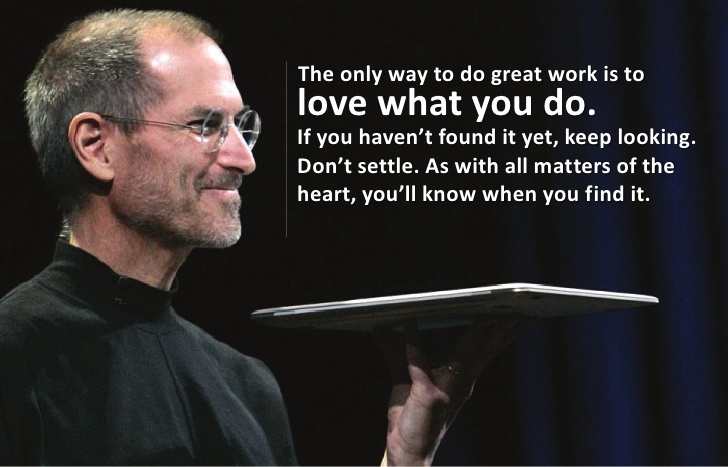 The only way to do great work is to
love what you do.
If you haven’t found it yet, keep looking.
Don’t settle. As with all matters of the
heart, you’ll know when you find it.